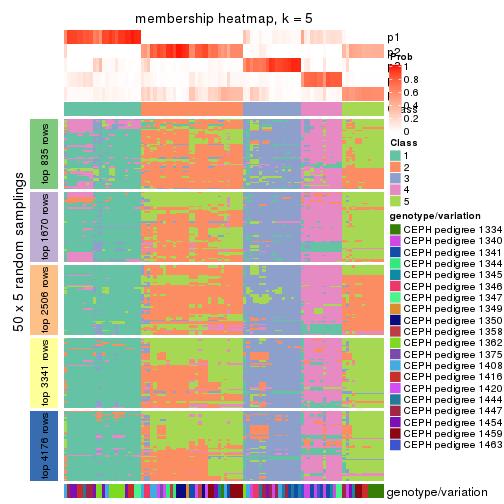 membership heatmap, k = 5
p1
p2
Prob
1
0.8
0.6
0.4
0.2
0
Class
1
2
3
4
5
genotype/variation
CEPH pedigree 1334
CEPH pedigree 1340
CEPH pedigree 1341
CEPH pedigree 1344
CEPH pedigree 1345
CEPH pedigree 1346
CEPH pedigree 1347
CEPH pedigree 1349
CEPH pedigree 1350
CEPH pedigree 1358
CEPH pedigree 1362
CEPH pedigree 1375
CEPH pedigree 1408
CEPH pedigree 1416
CEPH pedigree 1420
CEPH pedigree 1444
CEPH pedigree 1447
CEPH pedigree 1454
CEPH pedigree 1459
CEPH pedigree 1463
50 x 5 random samplings
top 835 rows
top 1670 rows
top 2506 rows
top 3341 rows
top 4176 rows
genotype/variation